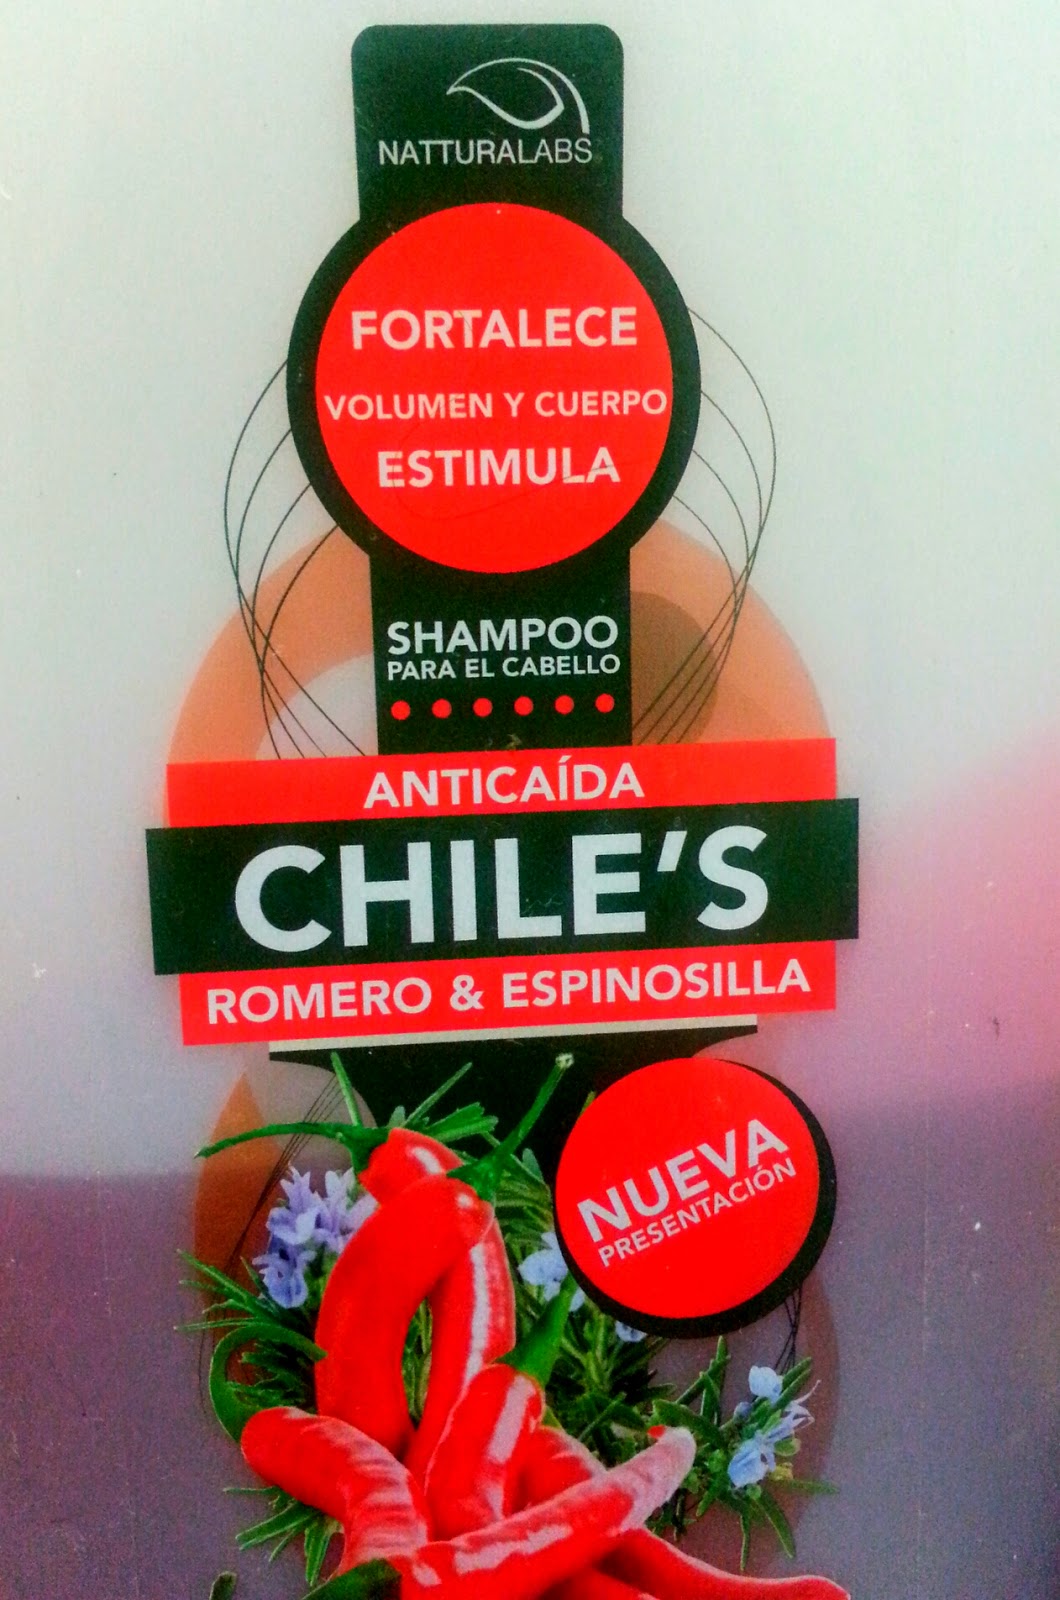 NATTURALABS
FORTALECE
VOLUMEN Y CUERPO
ESTIMULA
SHAMPOO
PARA EL CABELLO
ANTICAÍDA
CHILE'S
ROMERO & ESPINOSILLA
NUEVA
PRESENTACIÓN